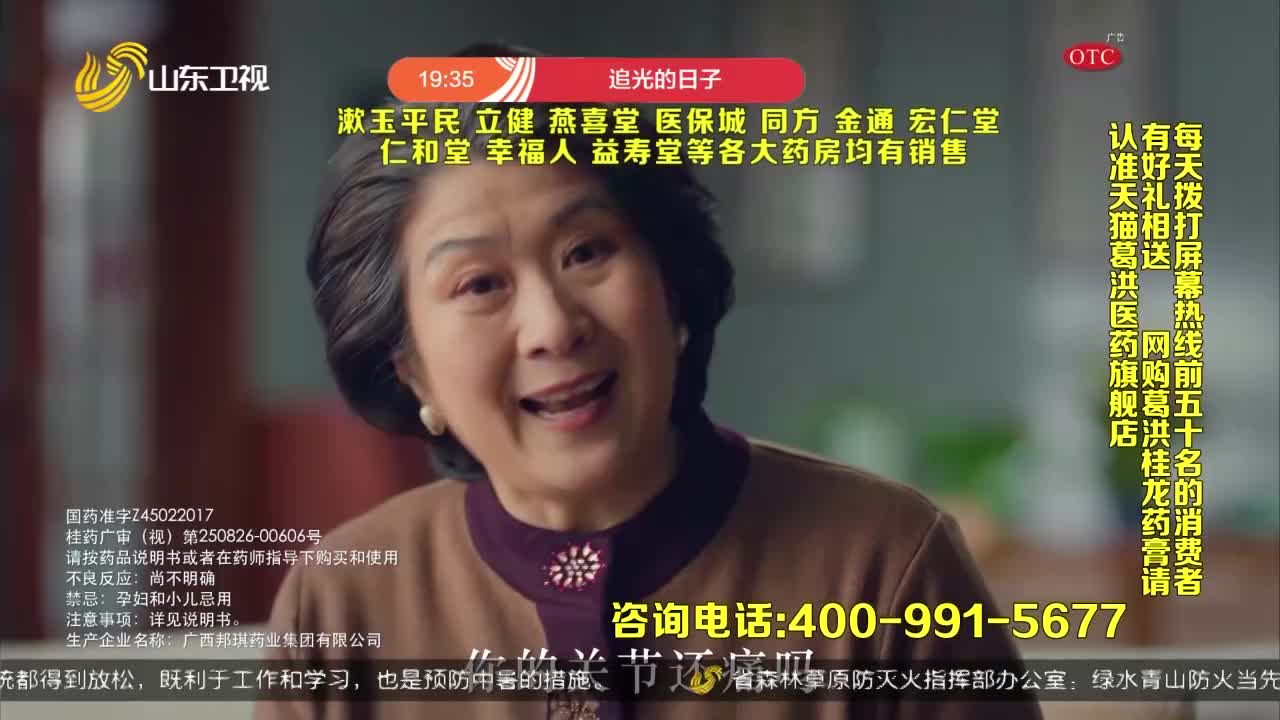 山东卫视
19:35
追光的日子
广告
OTC
漱玉平民 立健 燕喜堂 医保城 同方 金通 宏仁堂
仁和堂 幸福人 益寿堂等各大药房均有销售
每天拨打屏幕热线前五十名的消费者
有好礼相送 网购葛洪桂龙药膏请
认准天猫葛洪医药旗舰店
国药准字Z45022017
桂药广审（视）第250826-00606号
请按药品说明书或者在药师指导下购买和使用
不良反应：尚不明确
禁忌：孕妇和小儿忌用
注意事项：详见说明书。
生产企业名称：广西邦琪药业集团有限公司
咨询电话:400-991-5677
你的关节还痛吗
统都得到放松，既利于工作和学习，也是预防中暑的措施。 省森林草原防灭火指挥部办公室：绿水青山防火当先